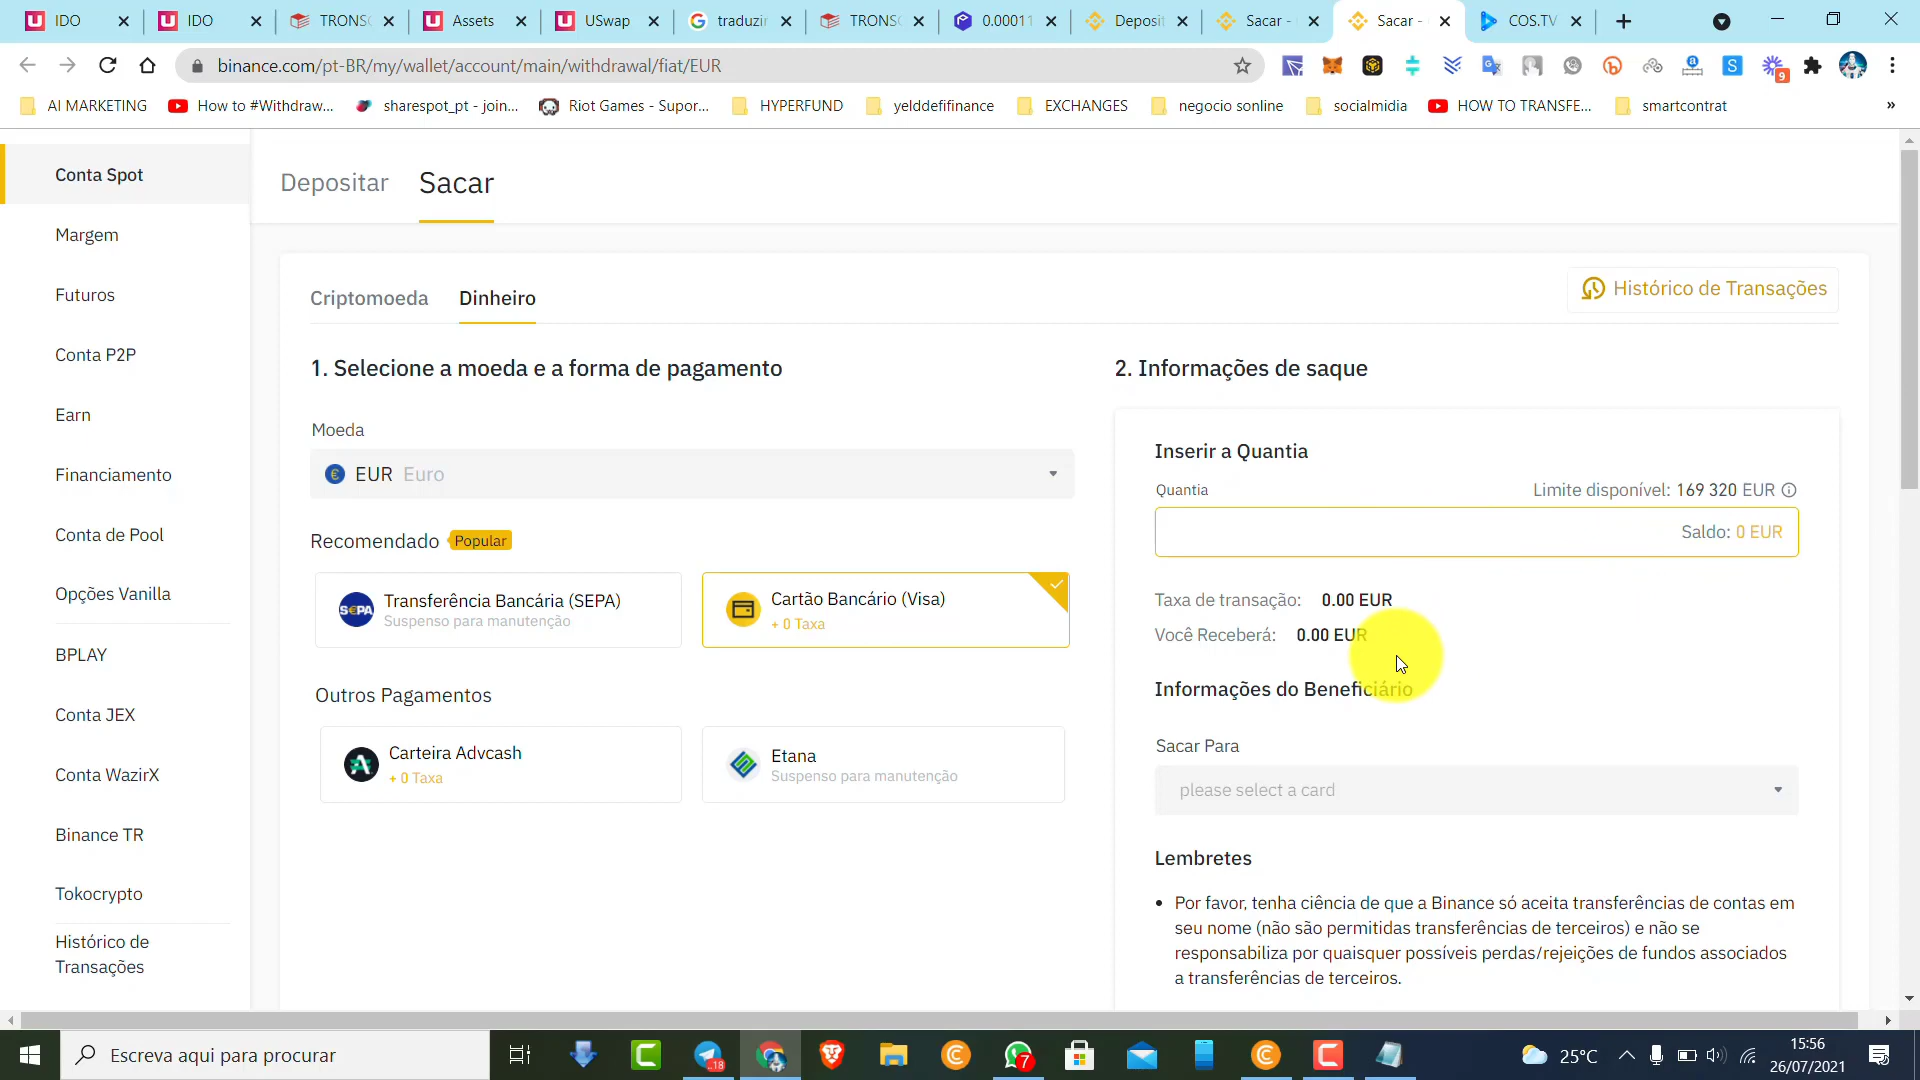 IDO
IDO
TRONSC
Assets
USwap
traduzir
TRONSC
0.00011
Deposit
Sacar -
Sacar -
COS.TV
binance.com/pt-BR/my/wallet/account/main/withdrawal/fiat/EUR
9
AI MARKETING
How to #Withdraw...
sharespot_pt - join...
Riot Games - Supor...
HYPERFUND
yelddefifinance
EXCHANGES
negocio sonline
socialmidia
HOW TO TRANSFE...
smartcontrat
»
Conta Spot
Margem
Futuros
Conta P2P
Earn
Financiamento
Conta de Pool
Opções Vanilla
BPLAY
Conta JEX
Conta WazirX
Binance TR
Tokocrypto
Histórico de
Transações
Depositar
Sacar
Criptomoeda
Dinheiro
Histórico de Transações
1. Selecione a moeda e a forma de pagamento
Moeda
EUR Euro
Recomendado
Popular
SEPA
Transferência Bancária (SEPA)
Suspenso para manutenção
Cartão Bancário (Visa)
+ 0 Taxa
Outros Pagamentos
Carteira Advcash
+ 0 Taxa
Etana
Suspenso para manutenção
2. Informações de saque
Inserir a Quantia
Quantia
Limite disponível: 169 320 EUR
Saldo: 0 EUR
Taxa de transação: 0.00 EUR
Você Receberá: 0.00 EUR
Informações do Beneficiário
Sacar Para
please select a card
Lembretes
• Por favor, tenha ciência de que a Binance só aceita transferências de contas em
seu nome (não são permitidas transferências de terceiros) e não se
responsabiliza por quaisquer possíveis perdas/rejeições de fundos associados
a transferências de terceiros.
Escreva aqui para procurar
18
7
25°C
15:56
26/07/2021